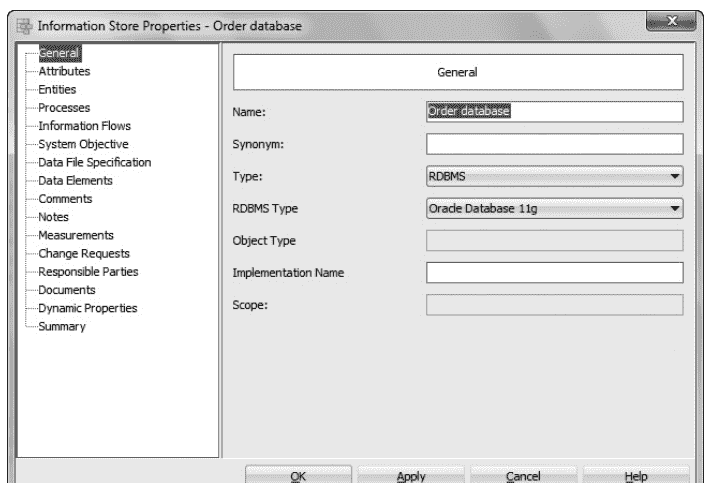 Information Store Properties - Order database
X
General
Attributes
Entities
Processes
Information Flows
System Objective
Data File Specification
Data Elements
Comments
Notes
Measurements
Change Requests
Responsible Parties
Documents
Dynamic Properties
Summary
General
Name: Order database
Synonym:
Type: RDBMS
RDBMS Type Oracle Database 11g
Object Type
Implementation Name
Scope:
OK Apply Cancel Help